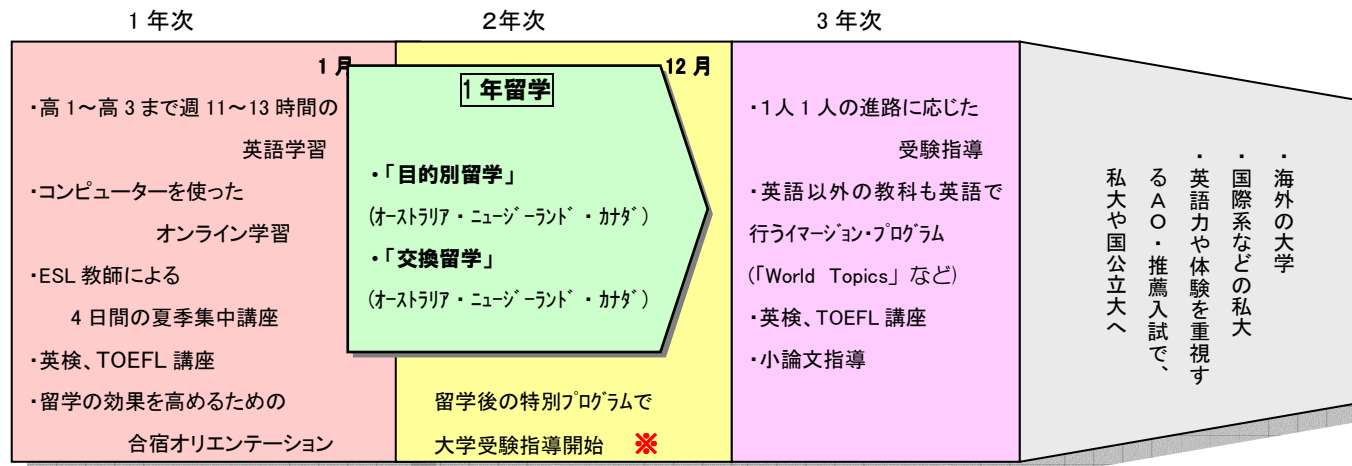 1年次
2年次
3年次
1月
・高1～高3まで週11～13時間の
英語学習
・コンピューターを使った
オンライン学習
・ESL教師による
4日間の夏季集中講座
・英検、TOEFL講座
・留学の効果を高めるための
合宿オリエンテーション
12月
1年留学
・「目的別留学」
(ｵｰｽﾄﾗﾘｱ・ﾆｭｰｼﾞｰﾗﾝﾄﾞ・ｶﾅﾀﾞ)
・「交換留学」
(ｵｰｽﾄﾗﾘｱ・ﾆｭｰｼﾞｰﾗﾝﾄﾞ・ｶﾅﾀﾞ)
留学後の特別ﾌﾟﾛｸﾞﾗﾑで
大学受験指導開始 ※
・1人1人の進路に応じた
受験指導
・英語以外の教科も英語で
行うｲﾏｰｼﾞｮﾝ・ﾌﾟﾛｸﾞﾗﾑ
(「World Topics」など)
・英検、TOEFL講座
・小論文指導
・海外の大学
・国際系などの私大
・英語力や体験を重視す
るAO・推薦入試で、
私大や国公立大へ